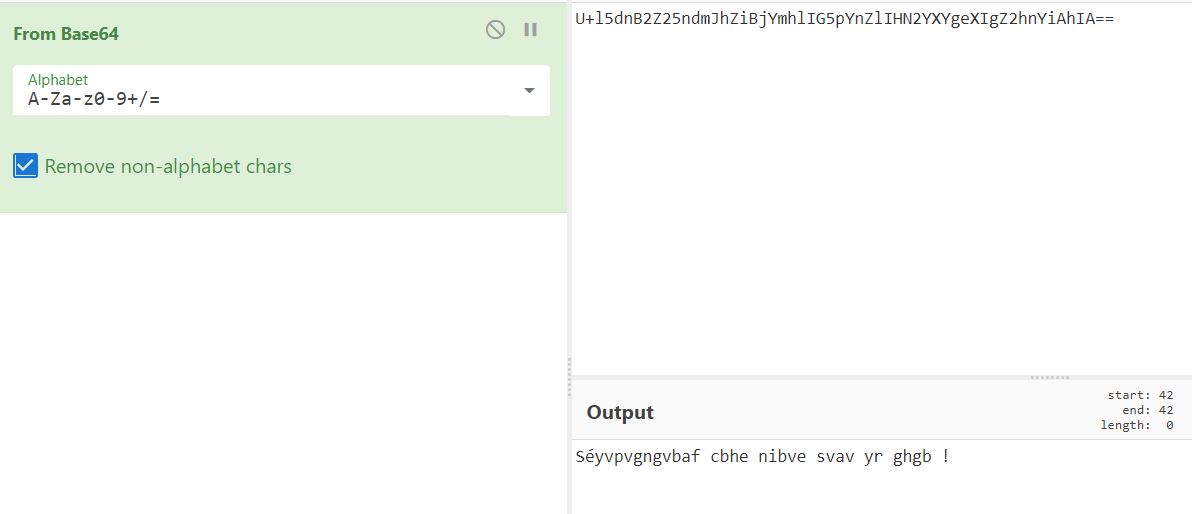 From Base64
Alphabet
A-Za-z0-9+/=
Remove non-alphabet chars
U+l5dnB2Z25ndmJhZiBjYmhlIG5pYnZlIHN2YXYgeXIgZ2hnYiAhIA==
Output
start: 42
end: 42
length: 0
Séyvpvgngvbaf cbhe nibve svav yr ghgb !